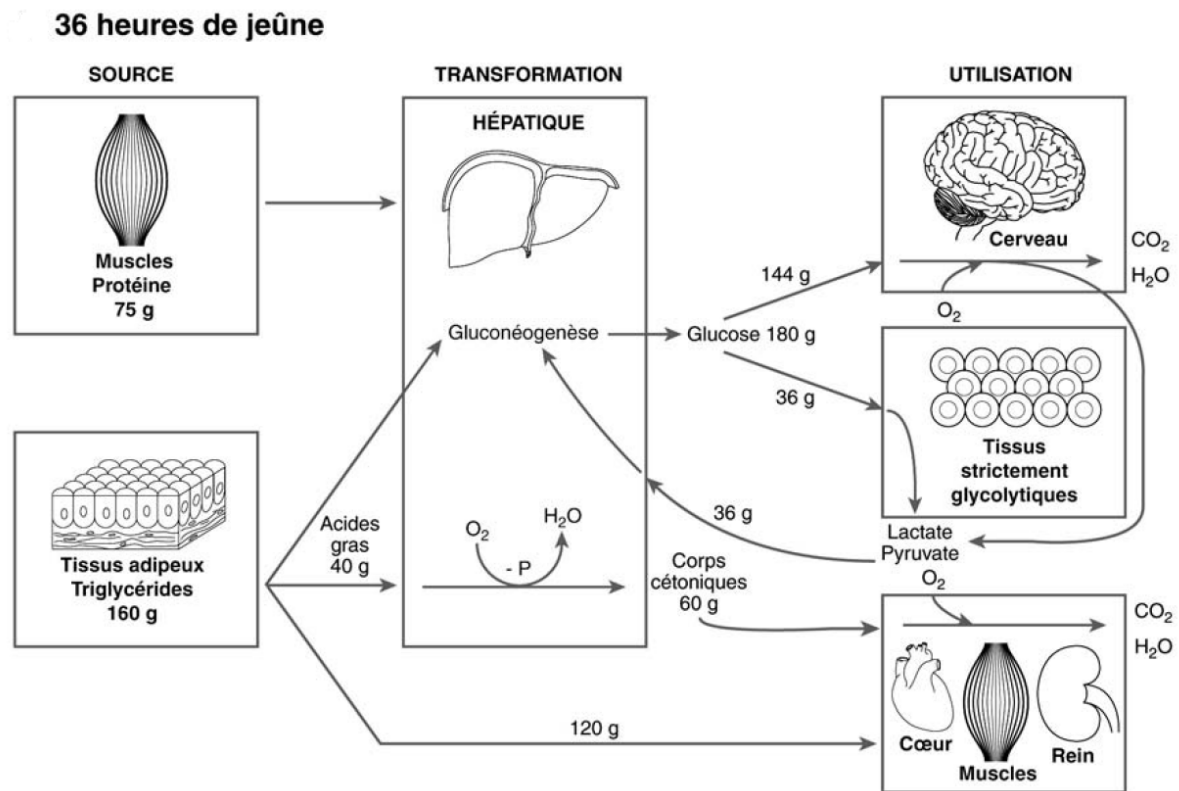 36 heures de jeûne
SOURCE
Muscles
Protéine
75 g
Tissus adipeux
Triglycérides
160 g
Acides
gras
40 g
TRANSFORMATION
HÉPATIQUE
Gluconéogenèse
O₂
H₂O
- P
Glucose 180 g
144 g
36 g
36 g
Corps
cétoniques
60 g
120 g
UTILISATION
Cerveau
CO₂
H₂O
O₂
Tissus
strictement
glycolytiques
Lactate
Pyruvate
O₂
CO₂
H₂O
Cœur
Muscles
Rein